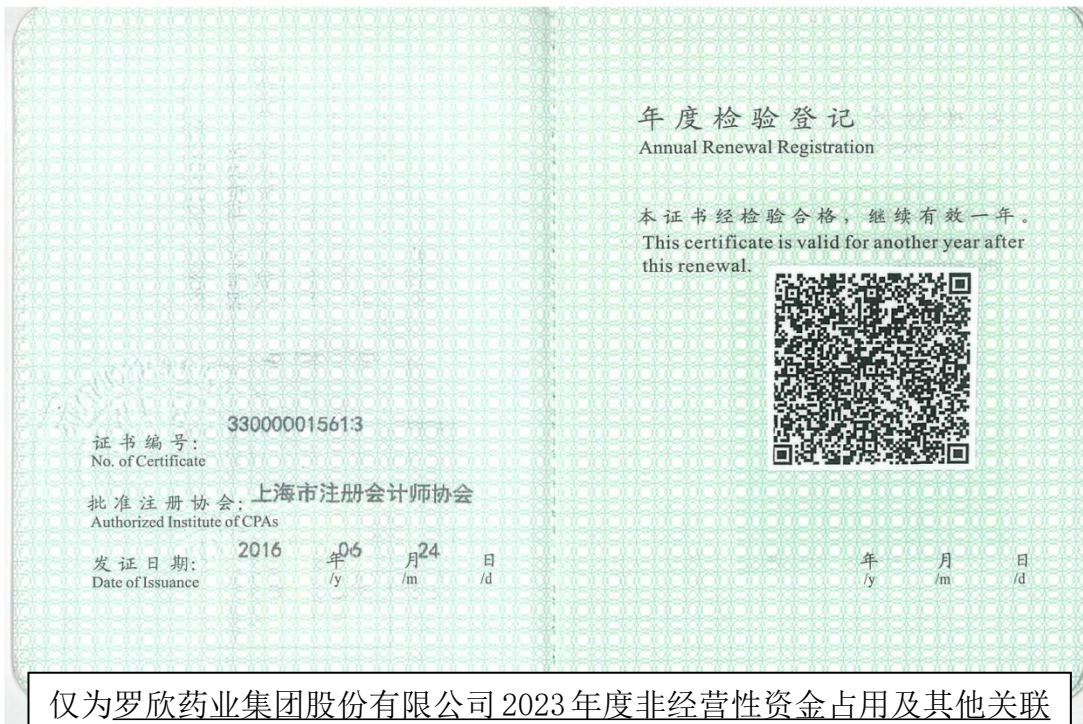 330000015613
证书编号:
No. of Certificate
批准注册协会: 上海市注册会计师协会
Authorized Institute of CPAs
发证日期: 2016 年 06 月 24 日
Date of Issuance /y /m /d
年度检验登记
Annual Renewal Registration
本证书经检验合格，继续有效一年。
This certificate is valid for another year after
this renewal.
年 月 日
/y /m /d
仅为罗欣药业集团股份有限公司 2023 年度非经营性资金占用及其他关联